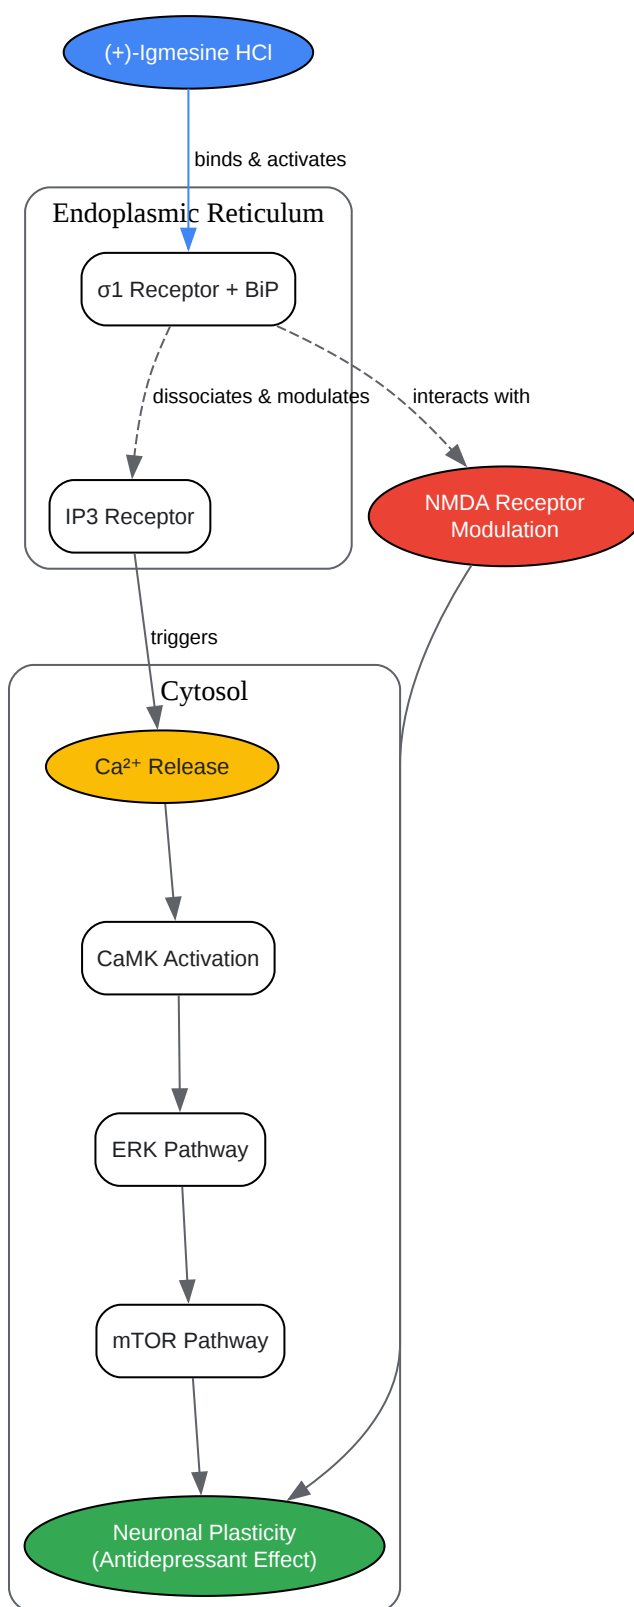 (+)-Igmesine HCl
binds & activates
Endoplasmic Reticulum
σ1 Receptor + BiP
dissociates & modulates
interacts with
IP3 Receptor
NMDA Receptor
Modulation
triggers
Cytosol
Ca²⁺ Release
CaMK Activation
ERK Pathway
mTOR Pathway
Neuronal Plasticity
(Antidepressant Effect)